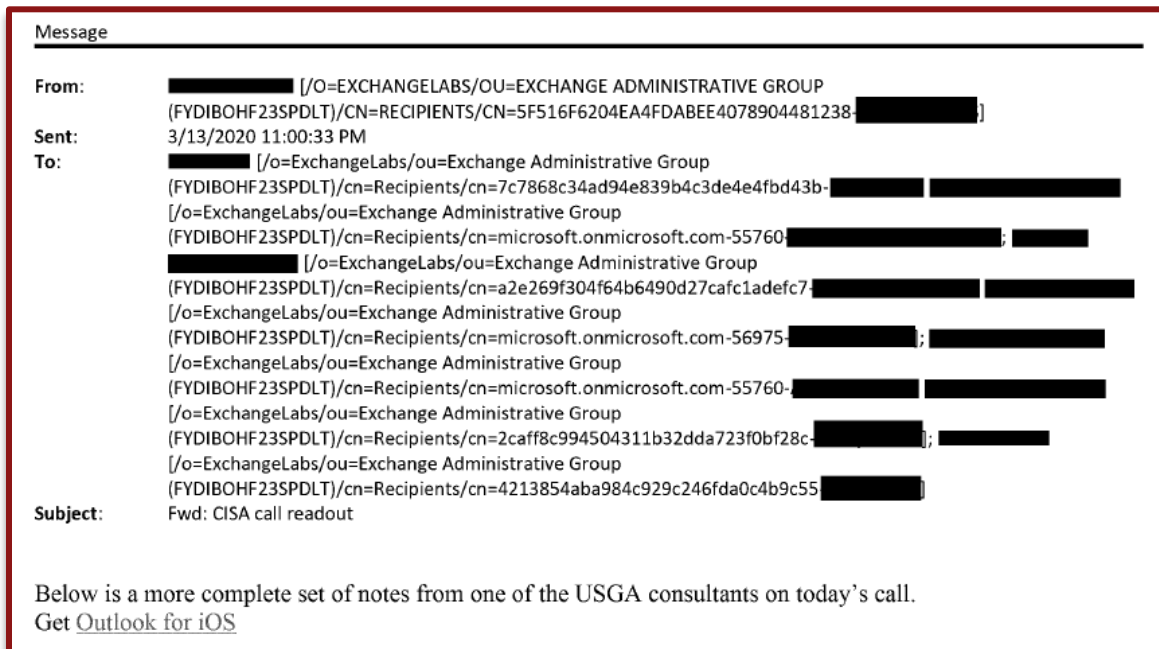 Message
From: [/O=EXCHANGELABS/OU=EXCHANGE ADMINISTRATIVE GROUP
(FYDIBOHF23SPDLT)/CN=RECIPIENTS/CN=5F516F6204EA4FDABEE4078904481238- ]
Sent: 3/13/2020 11:00:33 PM
To: [/o=ExchangeLabs/ou=Exchange Administrative Group
(FYDIBOHF23SPDLT)/cn=Recipients/cn=7c7868c34ad94e839b4c3de4e4fbd43b-
[/o=ExchangeLabs/ou=Exchange Administrative Group
(FYDIBOHF23SPDLT)/cn=Recipients/cn=microsoft.onmicrosoft.com-55760- ;
[/o=ExchangeLabs/ou=Exchange Administrative Group
(FYDIBOHF23SPDLT)/cn=Recipients/cn=a2e269f304f64b6490d27cafc1adefc7-
[/o=ExchangeLabs/ou=Exchange Administrative Group
(FYDIBOHF23SPDLT)/cn=Recipients/cn=microsoft.onmicrosoft.com-56975- ];
[/o=ExchangeLabs/ou=Exchange Administrative Group
(FYDIBOHF23SPDLT)/cn=Recipients/cn=microsoft.onmicrosoft.com-55760-
[/o=ExchangeLabs/ou=Exchange Administrative Group
(FYDIBOHF23SPDLT)/cn=Recipients/cn=2caff8c994504311b32dda723f0bf28c- ];
[/o=ExchangeLabs/ou=Exchange Administrative Group
(FYDIBOHF23SPDLT)/cn=Recipients/cn=4213854aba984c929c246fda0c4b9c55- ]
Subject: Fwd: CISA call readout
Below is a more complete set of notes from one of the USGA consultants on today’s call.
Get Outlook for iOS